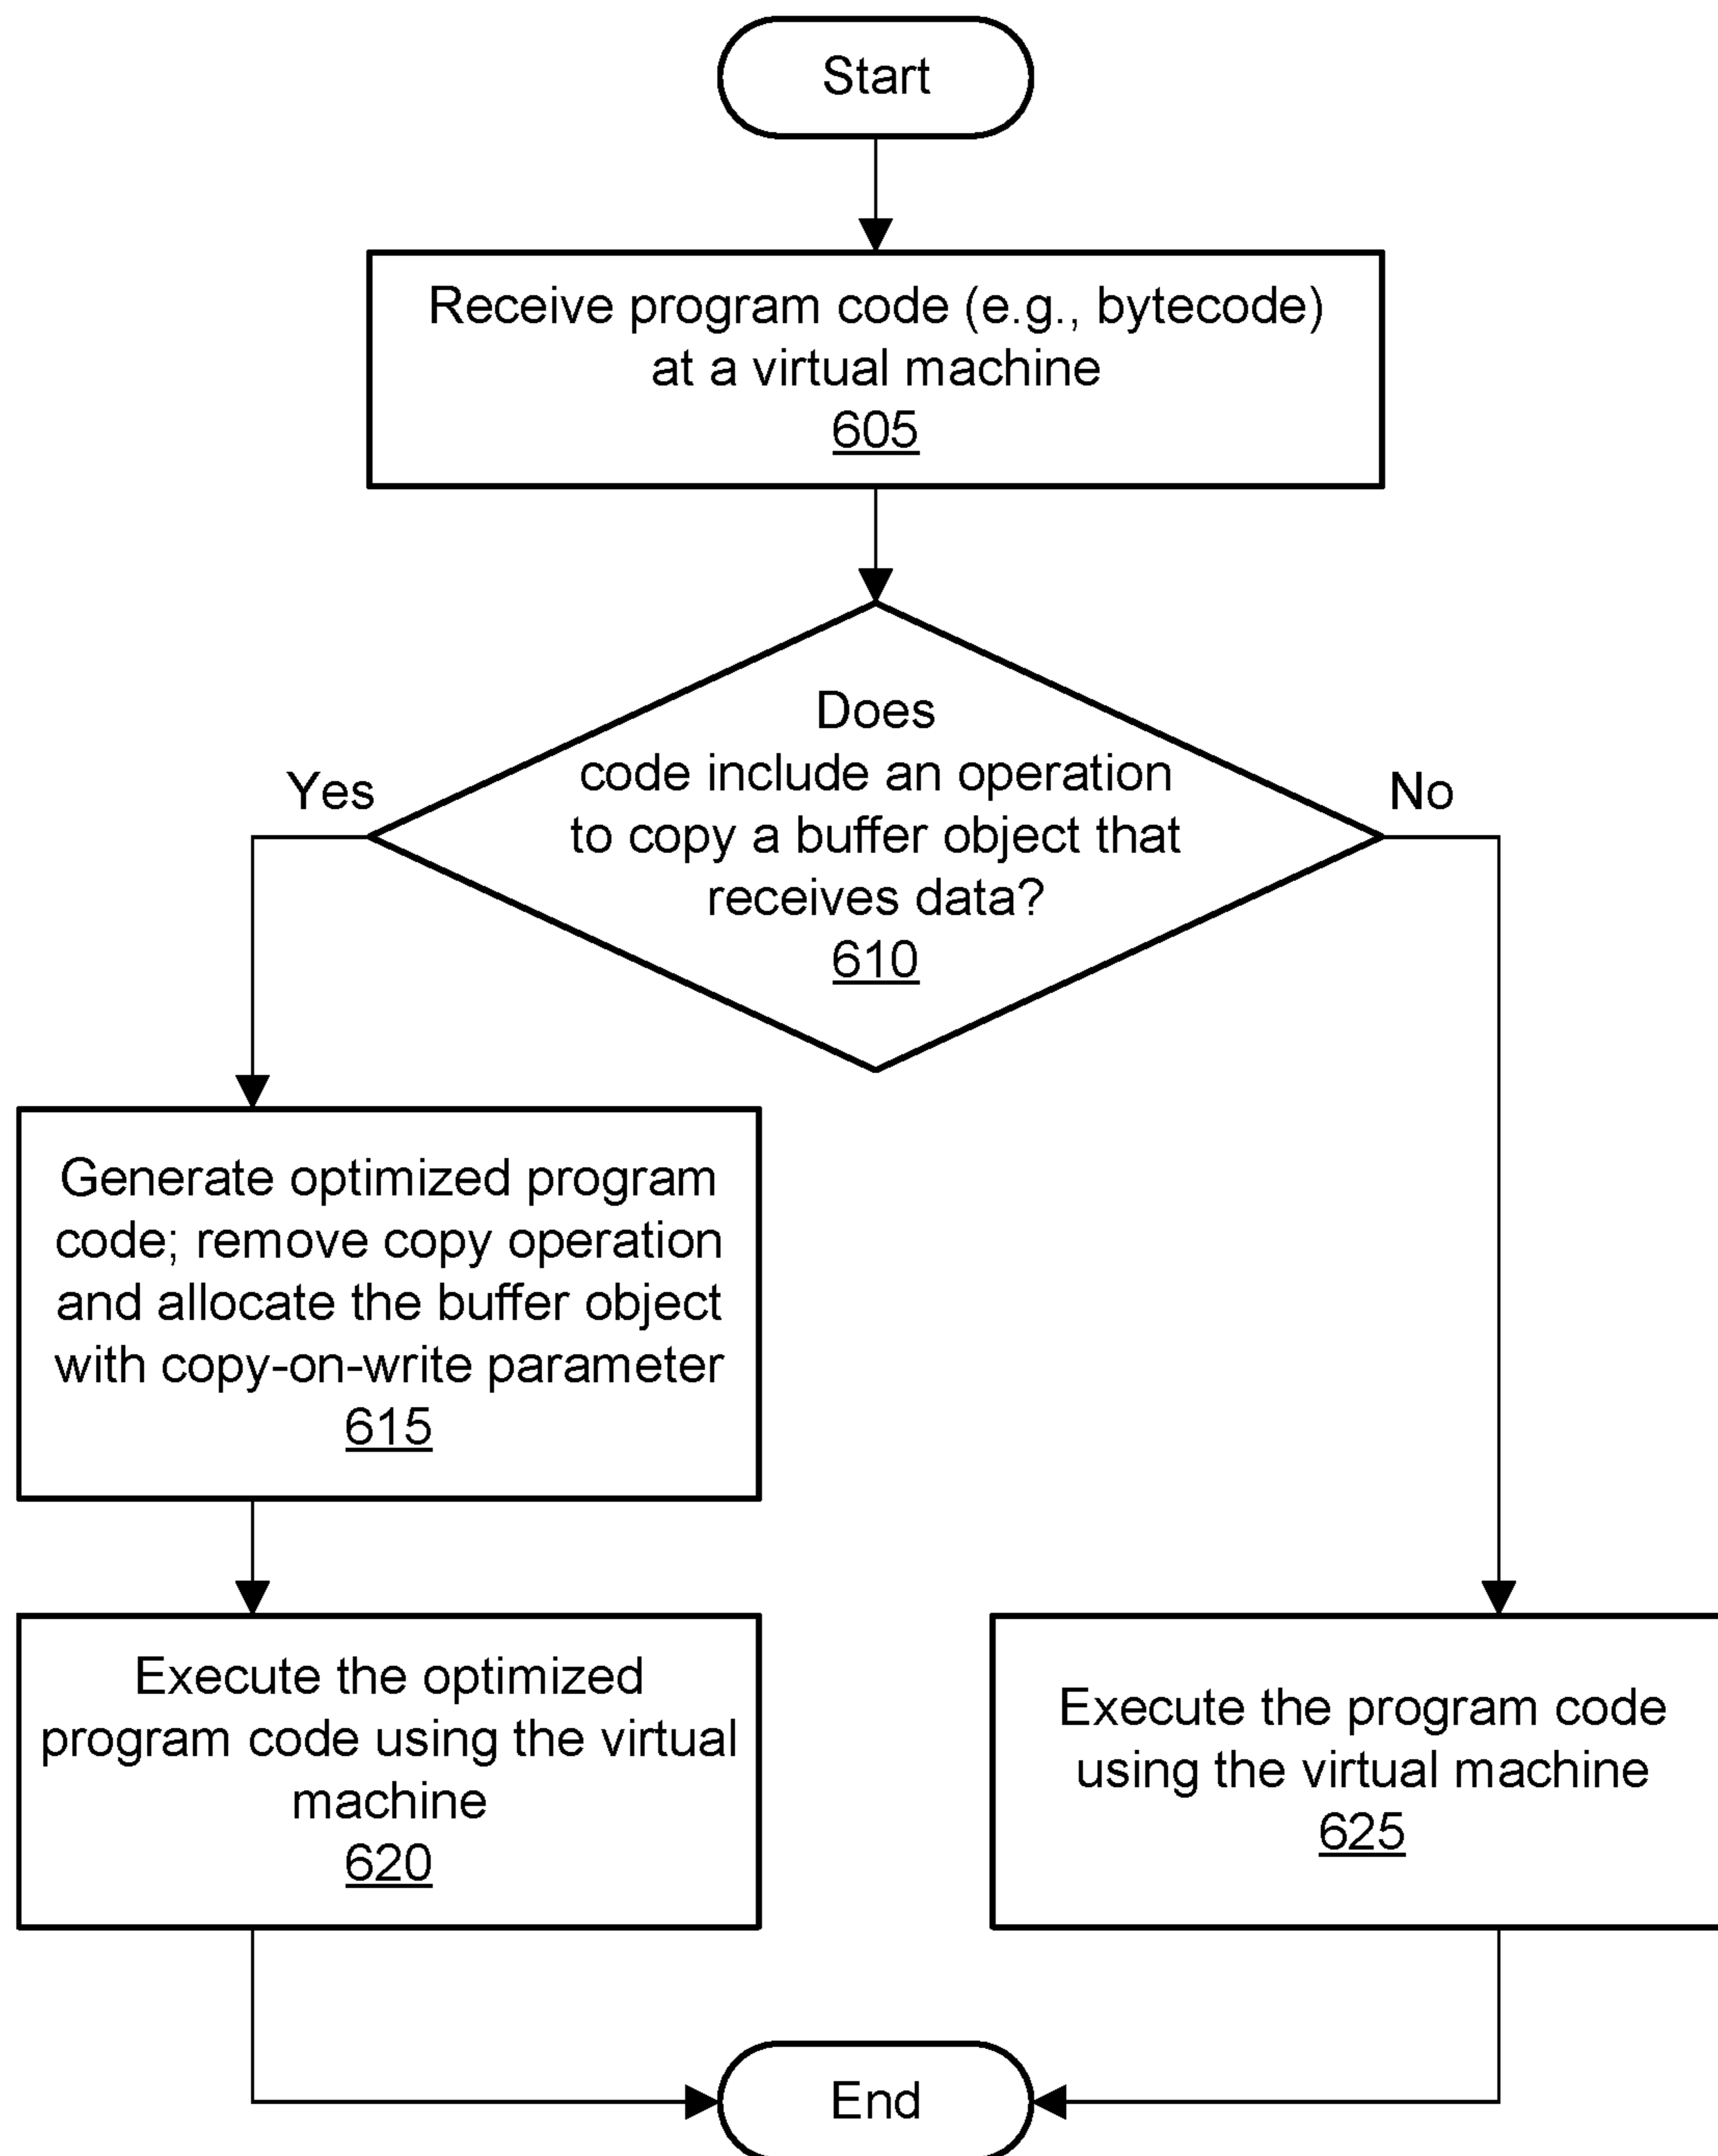 Start
Receive program code (e.g., bytecode)
at a virtual machine
605
Does
code include an operation
to copy a buffer object that
receives data?
610
Yes
No
Generate optimized program
code; remove copy operation
and allocate the buffer object
with copy-on-write parameter
615
Execute the optimized
program code using the virtual
machine
620
Execute the program code
using the virtual machine
625
End